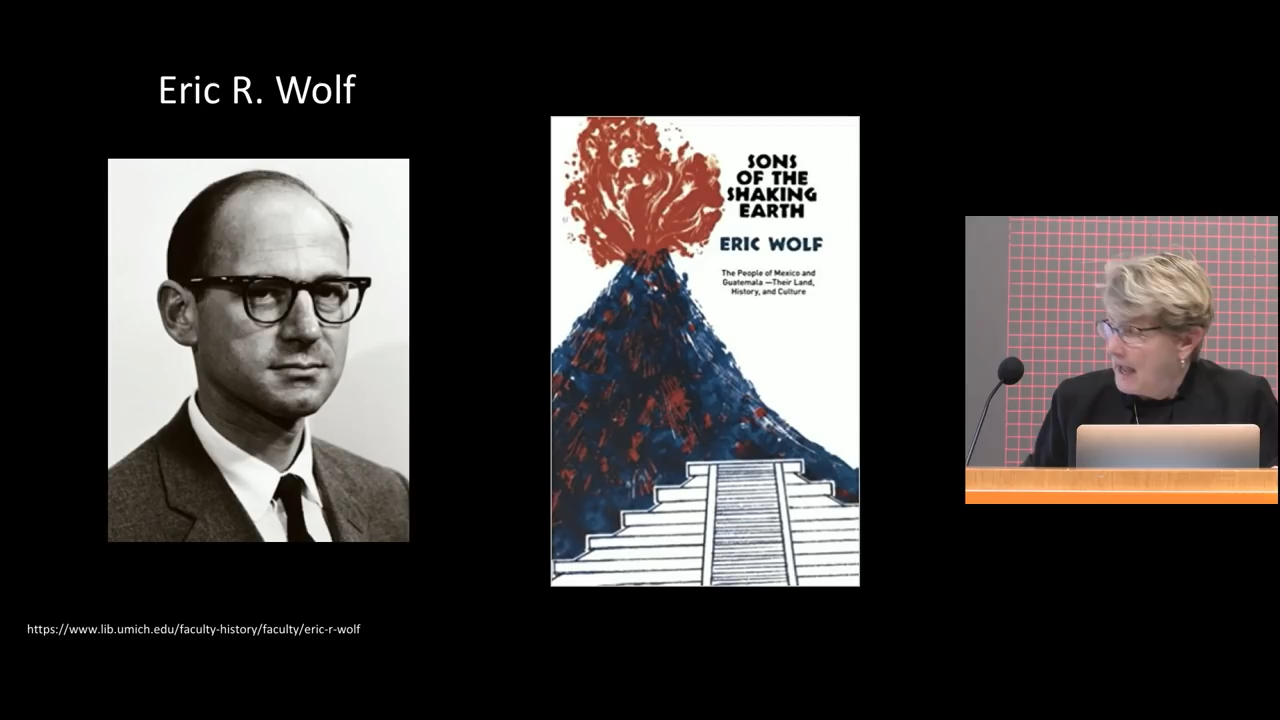 Eric R. Wolf
SONS
OF THE
SHAKING
EARTH
ERIC WOLF
The People of Mexico and
Guatemala —Their Land,
History, and Culture
https://www.lib.umich.edu/faculty-history/faculty/eric-r-wolf